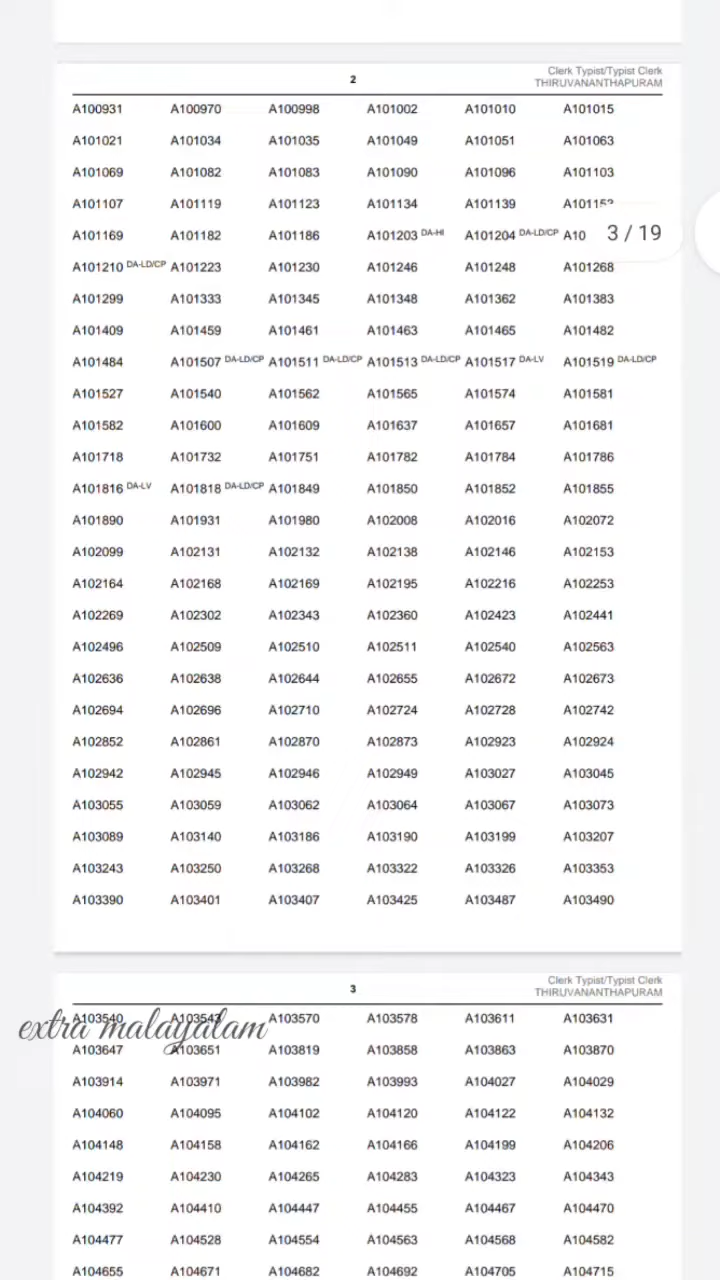 2
Clerk Typist/Typist Clerk
THIRUVANANTHAPURAM
A100931 A100970 A100998 A101002 A101010 A101015
A101021 A101034 A101035 A101049 A101051 A101063
A101069 A101082 A101083 A101090 A101096 A101103
A101107 A101119 A101123 A101134 A101139
A101169 A101182 A101186 A101203 DA-HI A101204 DA-LD/CP A10 3 / 19
A101210 DA-LD/CP A101223 A101230 A101246 A101248 A101268
A101299 A101333 A101345 A101348 A101362 A101383
A101409 A101459 A101461 A101463 A101465 A101482
A101484 A101507 DA-LD/CP A101511 DA-LD/CP A101513 DA-LD/CP A101517 DA-LV A101519 DA-LD/CP
A101527 A101540 A101562 A101565 A101574 A101581
A101582 A101600 A101609 A101637 A101657 A101681
A101718 A101732 A101751 A101782 A101784 A101786
A101816 DA-LV A101818 DA-LD/CP A101849 A101850 A101852 A101855
A101890 A101931 A101980 A102008 A102016 A102072
A102099 A102131 A102132 A102138 A102146 A102153
A102164 A102168 A102169 A102195 A102216 A102253
A102269 A102302 A102343 A102360 A102423 A102441
A102496 A102509 A102510 A102511 A102540 A102563
A102636 A102638 A102644 A102655 A102672 A102673
A102694 A102696 A102710 A102724 A102728 A102742
A102852 A102861 A102870 A102873 A102923 A102924
A102942 A102945 A102946 A102949 A103027 A103045
A103055 A103059 A103062 A103064 A103067 A103073
A103089 A103140 A103186 A103190 A103199 A103207
A103243 A103250 A103268 A103322 A103326 A103353
A103390 A103401 A103407 A103425 A103487 A103490
3
Clerk Typist/Typist Clerk
THIRUVANANTHAPURAM
A103540 A103543 A103570 A103578 A103611 A103631
extra malayalam
A103647 A103651 A103819 A103858 A103863 A103870
A103914 A103971 A103982 A103993 A104027 A104029
A104060 A104095 A104102 A104120 A104122 A104132
A104148 A104158 A104162 A104166 A104199 A104206
A104219 A104230 A104265 A104283 A104323 A104343
A104392 A104410 A104447 A104455 A104467 A104470
A104477 A104528 A104554 A104563 A104568 A104582
A104655 A104671 A104682 A104692 A104705 A104715